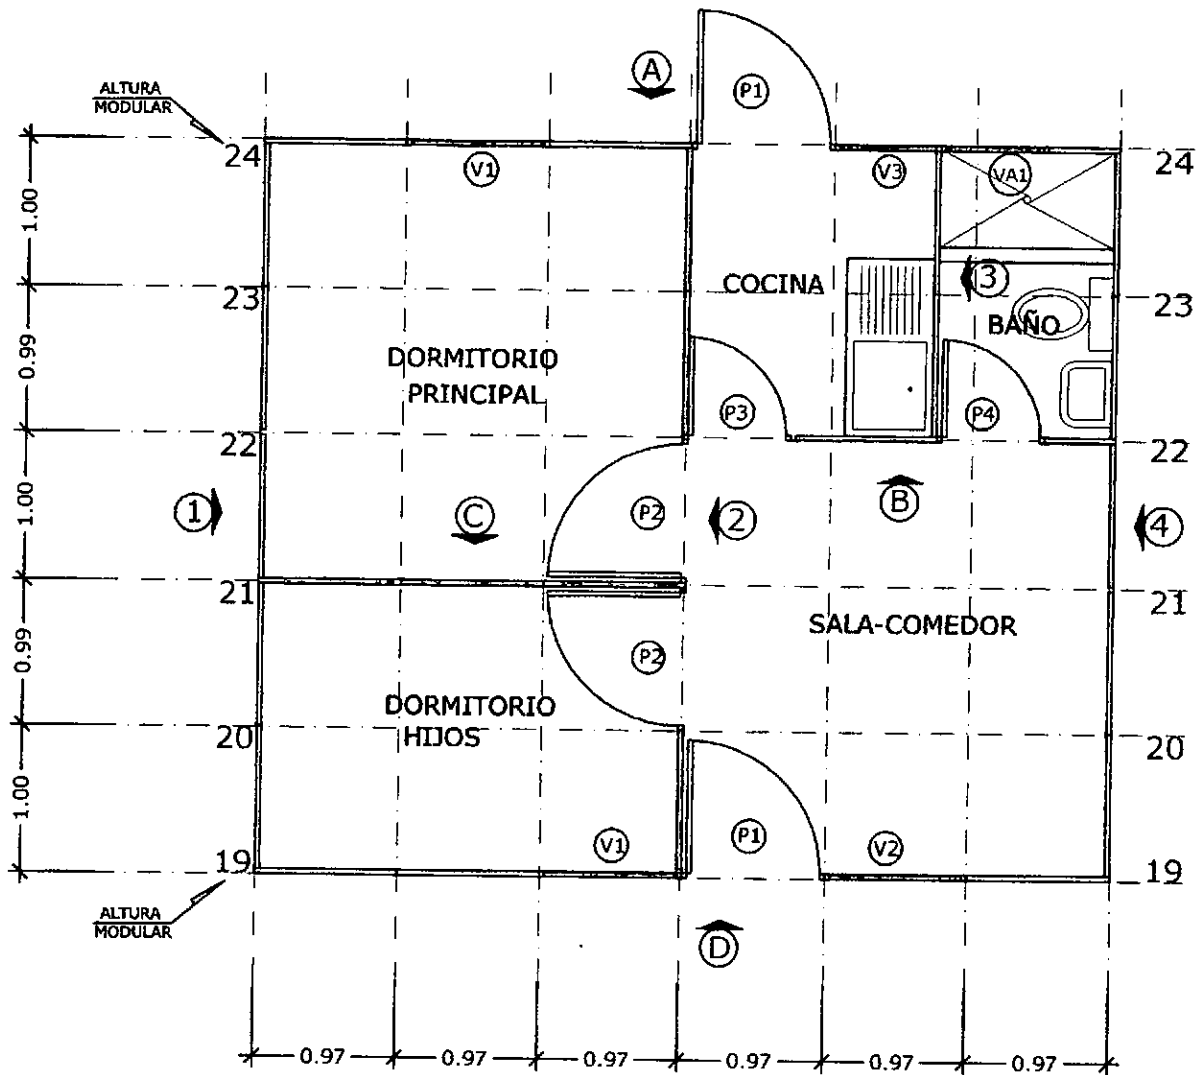 A
P1
ALTURA
MODULAR
24
V1
V3
VA1
24
1.00
COCINA
3
23
23
BAÑO
0.99
DORMITORIO
PRINCIPAL
P3
P4
22
22
1.00
1
C
P2
2
B
4
21
21
SALA-COMEDOR
0.99
P2
DORMITORIO
HIJOS
20
20
1.00
P1
V1
V2
19
19
ALTURA
MODULAR
D
0.97
0.97
0.97
0.97
0.97
0.97